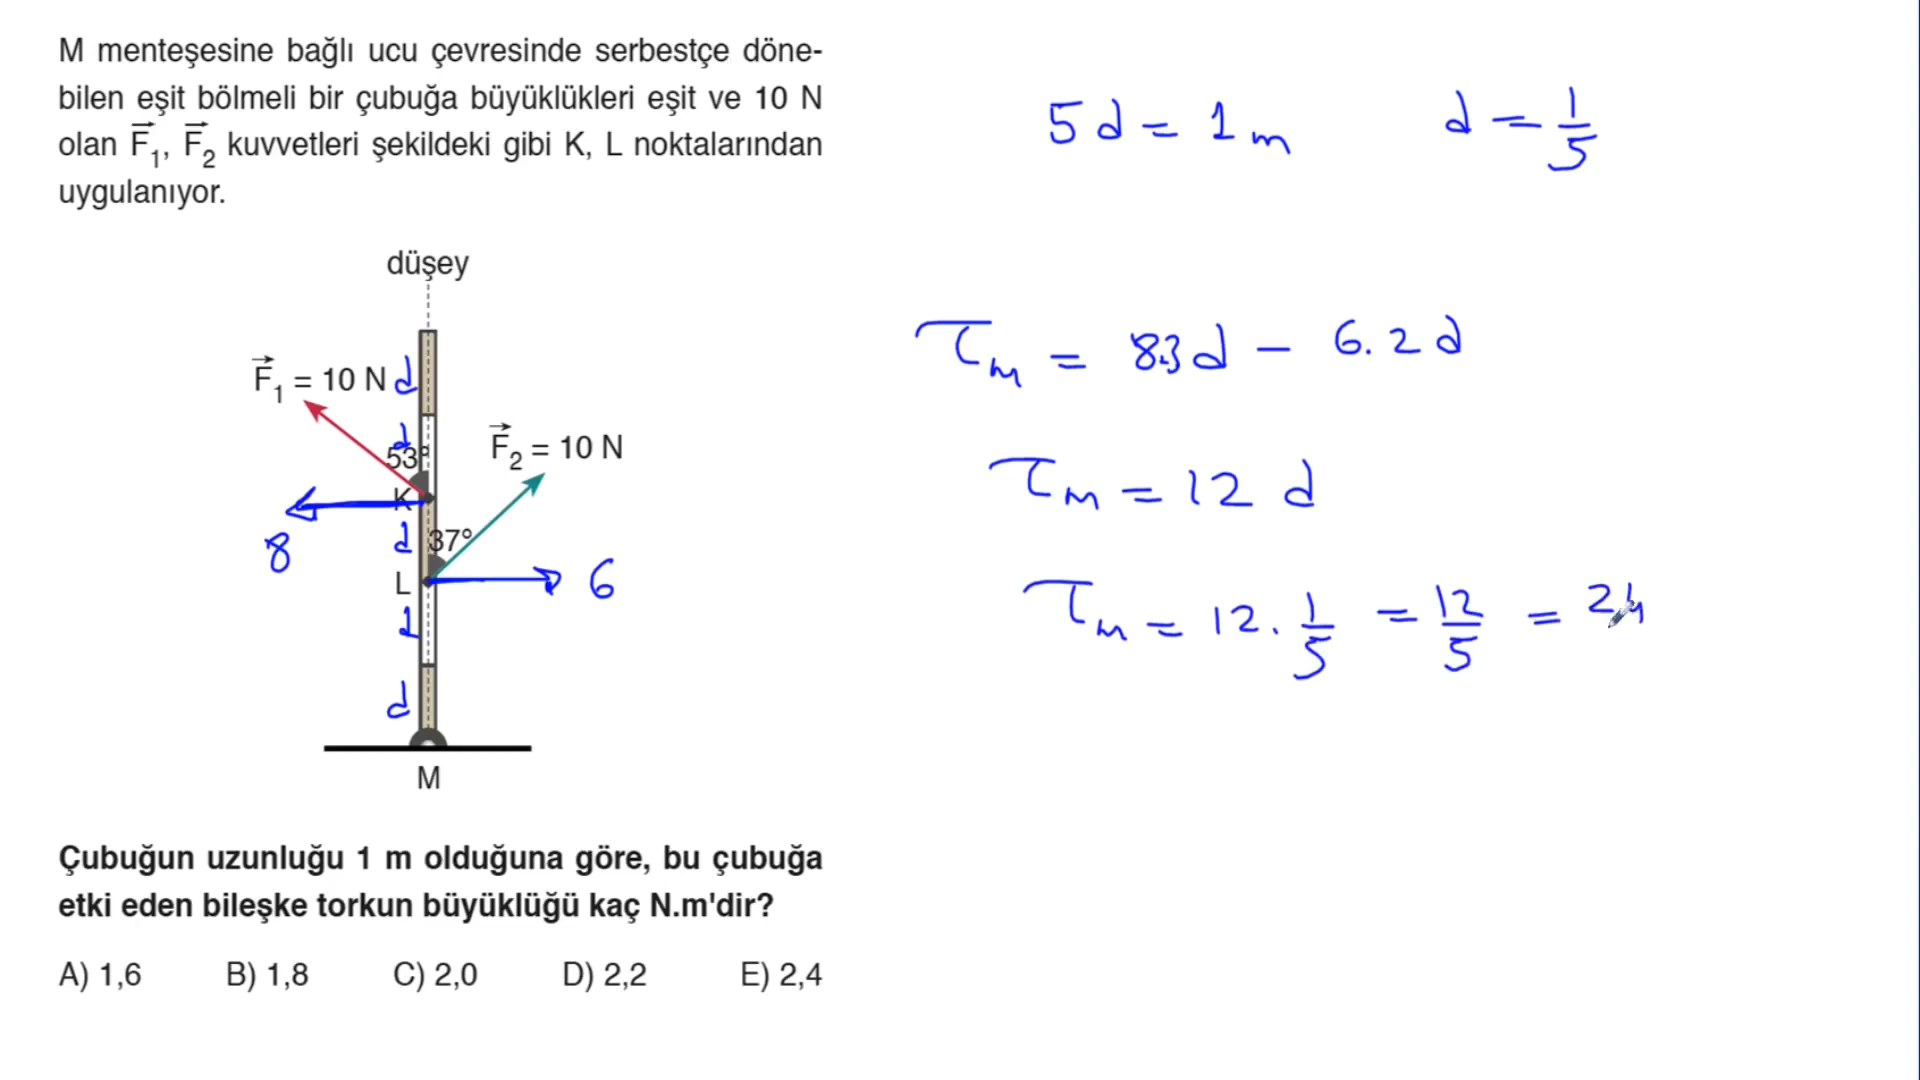 M menteşesine bağlı ucu çevresinde serbestçe döne-
bilen eşit bölmeli bir çubuğa büyüklükleri eşit ve 10 N
olan F₁, F₂ kuvvetleri şekildeki gibi K, L noktalarından
uygulanıyor.
düşey
F₁ = 10 N
d
d
53°
F₂ = 10 N
K
8
d
37°
L
6
d
d
M
Çubuğun uzunluğu 1 m olduğuna göre, bu çubuğa
etki eden bileşke torkun büyüklüğü kaç N.m'dir?
A) 1,6 B) 1,8 C) 2,0 D) 2,2 E) 2,4
5d = 1m d = 1/5
τm = 8.3d - 6.2d
τm = 12 d
τm = 12. 1/5 = 12/5 = 24